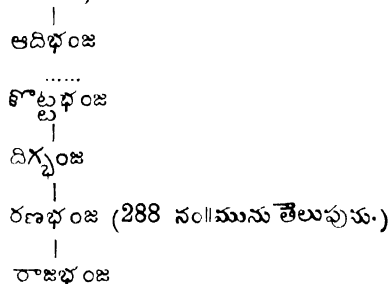 ఆదిభంజ
......
కొట్టభంజ
దిగ్భంజ
రణభంజ (288 నం॥మును తెలుపును.)
రాజభంజ